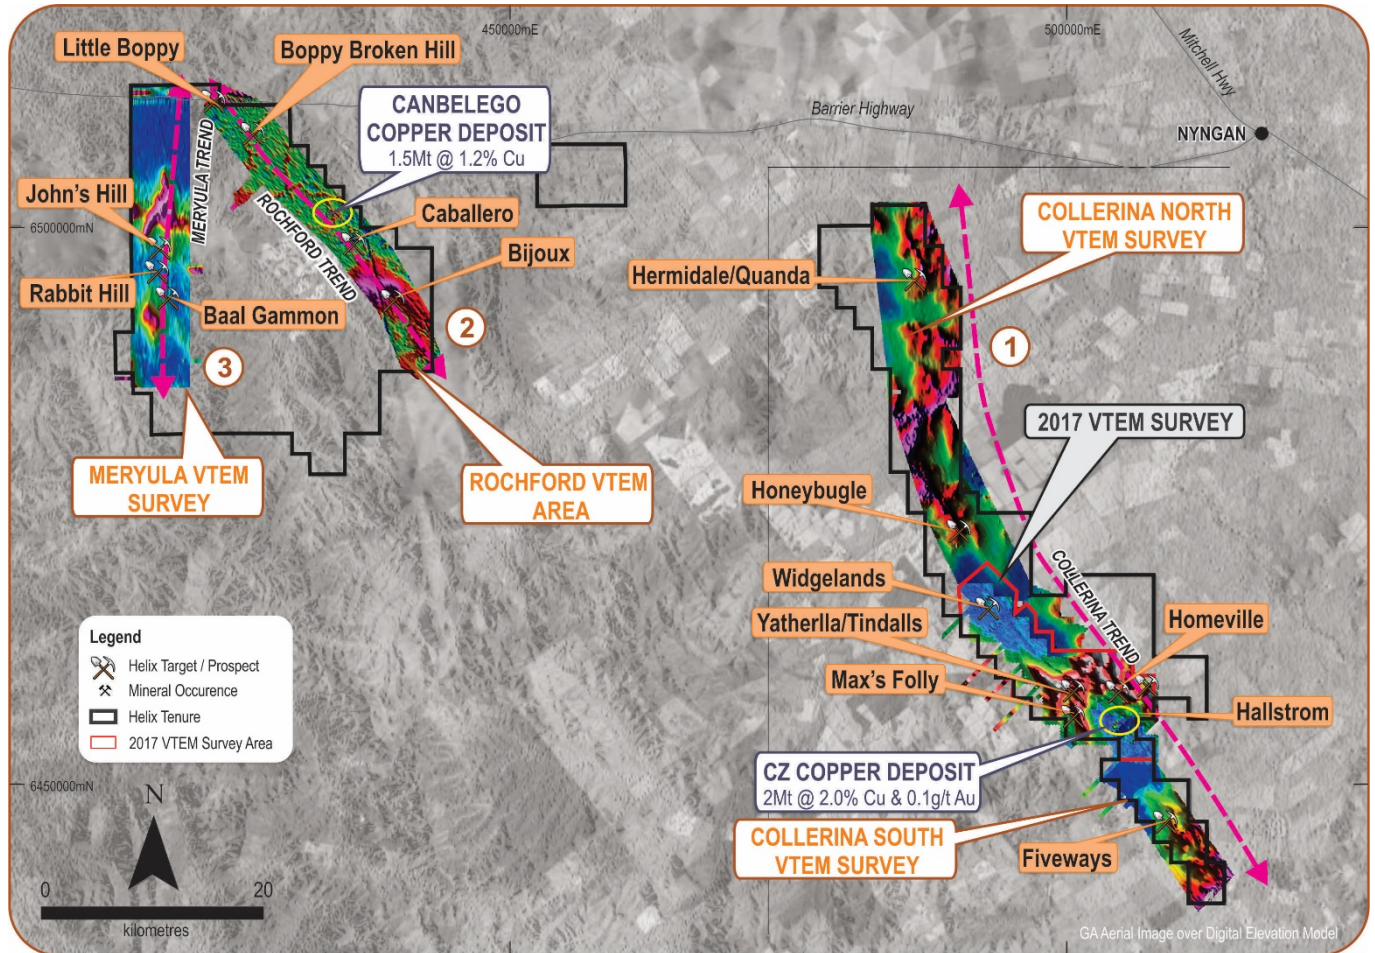 450000mE
500000mE
Little Boppy
Boppy Broken Hill
Mitchell Hwy
CANBELEGO
COPPER DEPOSIT
1.5Mt @ 1.2% Cu
Barrier Highway
NYNGAN
MERYULA TREND
John's Hill
Caballero
COLLERINA NORTH
VTEM SURVEY
6500000mN
ROCHFORD TREND
Bijoux
Hermidale/Quanda
Rabbit Hill
Baal Gammon
2
1
3
2017 VTEM SURVEY
MERYULA VTEM
SURVEY
ROCHFORD VTEM
AREA
Honeybugle
COLLERINA TREND
Widgelands
Yatherlla/Tindalls
Homeville
Max's Folly
Hallstrom
Legend
Helix Target / Prospect
Mineral Occurence
Helix Tenure
2017 VTEM Survey Area
CZ COPPER DEPOSIT
2Mt @ 2.0% Cu & 0.1g/t Au
6450000mN
N
COLLERINA SOUTH
VTEM SURVEY
Fiveways
0
20
kilometres
GA Aerial Image over Digital Elevation Model